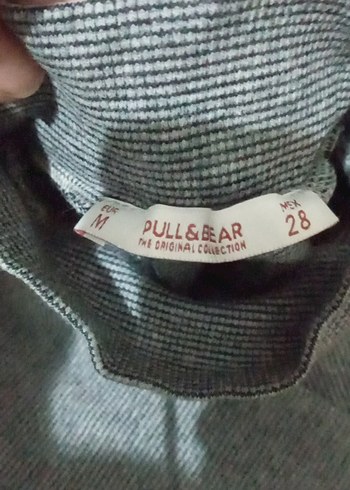 EUR
M
PULL&BEAR
THE ORIGINAL COLLECTION
MEX
28